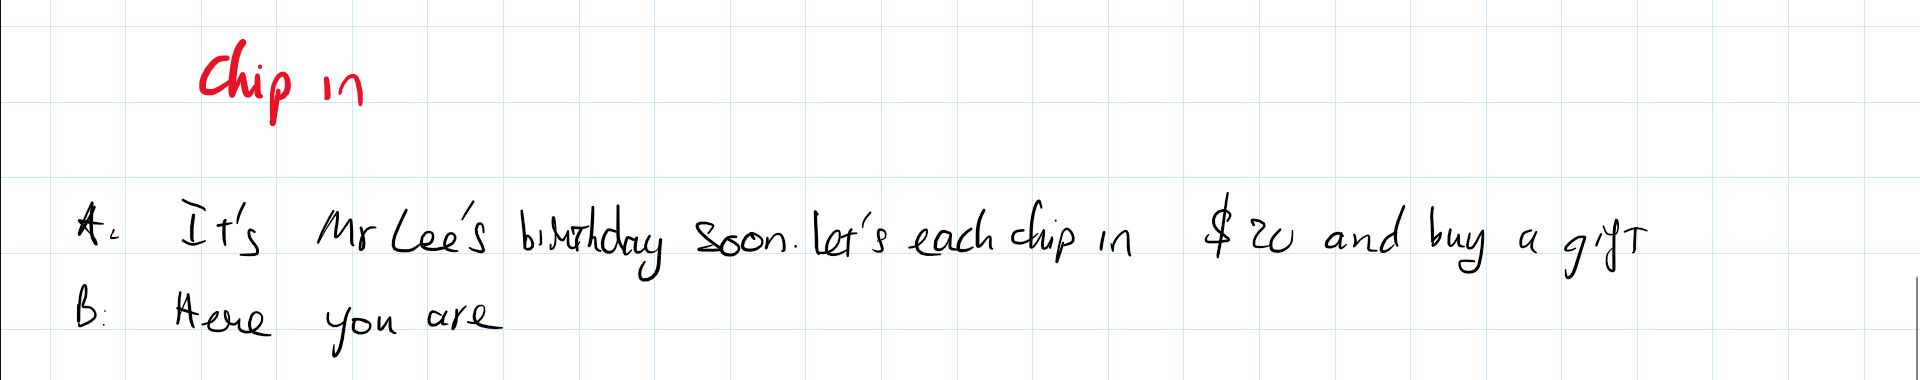 Chip in
A. It's Mr Lee's birthday soon. let's each chip in $20 and buy a gift
B: Here you are